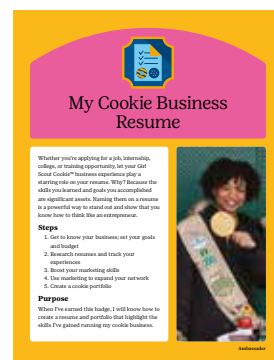 My Cookie Business
Resume
Whether you're applying for a job, internship,
college, or training opportunity, let your Girl
Scout Cookie™ business experience play a
starring role on your resume. Why? Because the
skills you learned and goals you accomplished
are significant assets. Naming them on a resume
is a powerful way to stand out and show that you
know how to think like an entrepreneur.
Steps
1. Get to know your business; set your goals
and budget
2. Research resumes and track your
experiences
3. Boost your marketing skills
4. Use marketing to expand your network
5. Create a cookie portfolio
Purpose
When I've earned this badge, I will know how to
create a resume and portfolio that highlight the
skills I've gained running my cookie business.
Ambassador